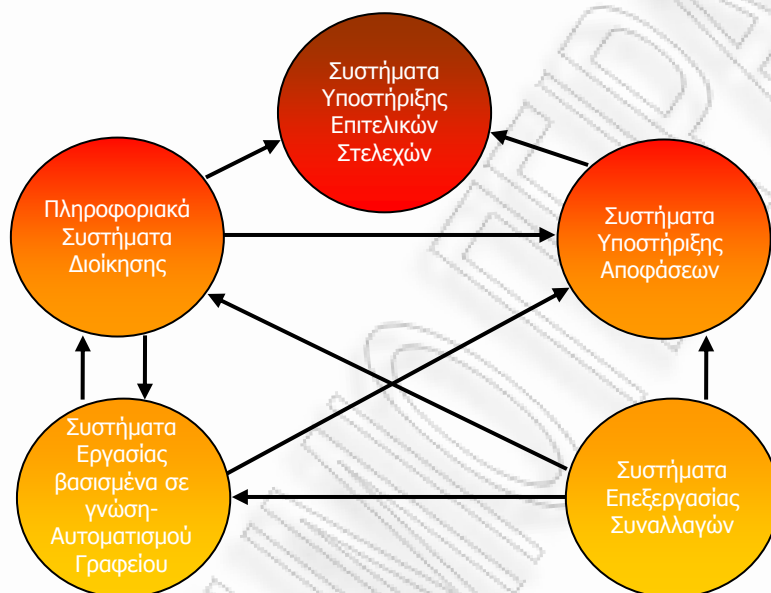 Συστήματα
Υποστήριξης
Επιτελικών
Στελεχών
Πληροφοριακά
Συστήματα
Διοίκησης
Συστήματα
Υποστήριξης
Αποφάσεων
Συστήματα
Εργασίας
βασισμένα σε
γνώση-
Αυτοματισμού
Γραφείου
Συστήματα
Επεξεργασίας
Συναλλαγών